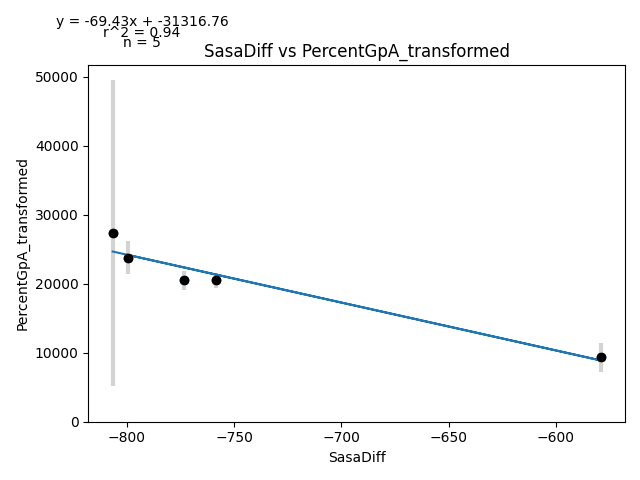 y = -69.43x + -31316.76
r^2 = 0.94
n = 5
SasaDiff vs PercentGpA_transformed
50000
40000
30000
20000
10000
0
PercentGpA_transformed
−800
−750
−700
−650
−600
SasaDiff